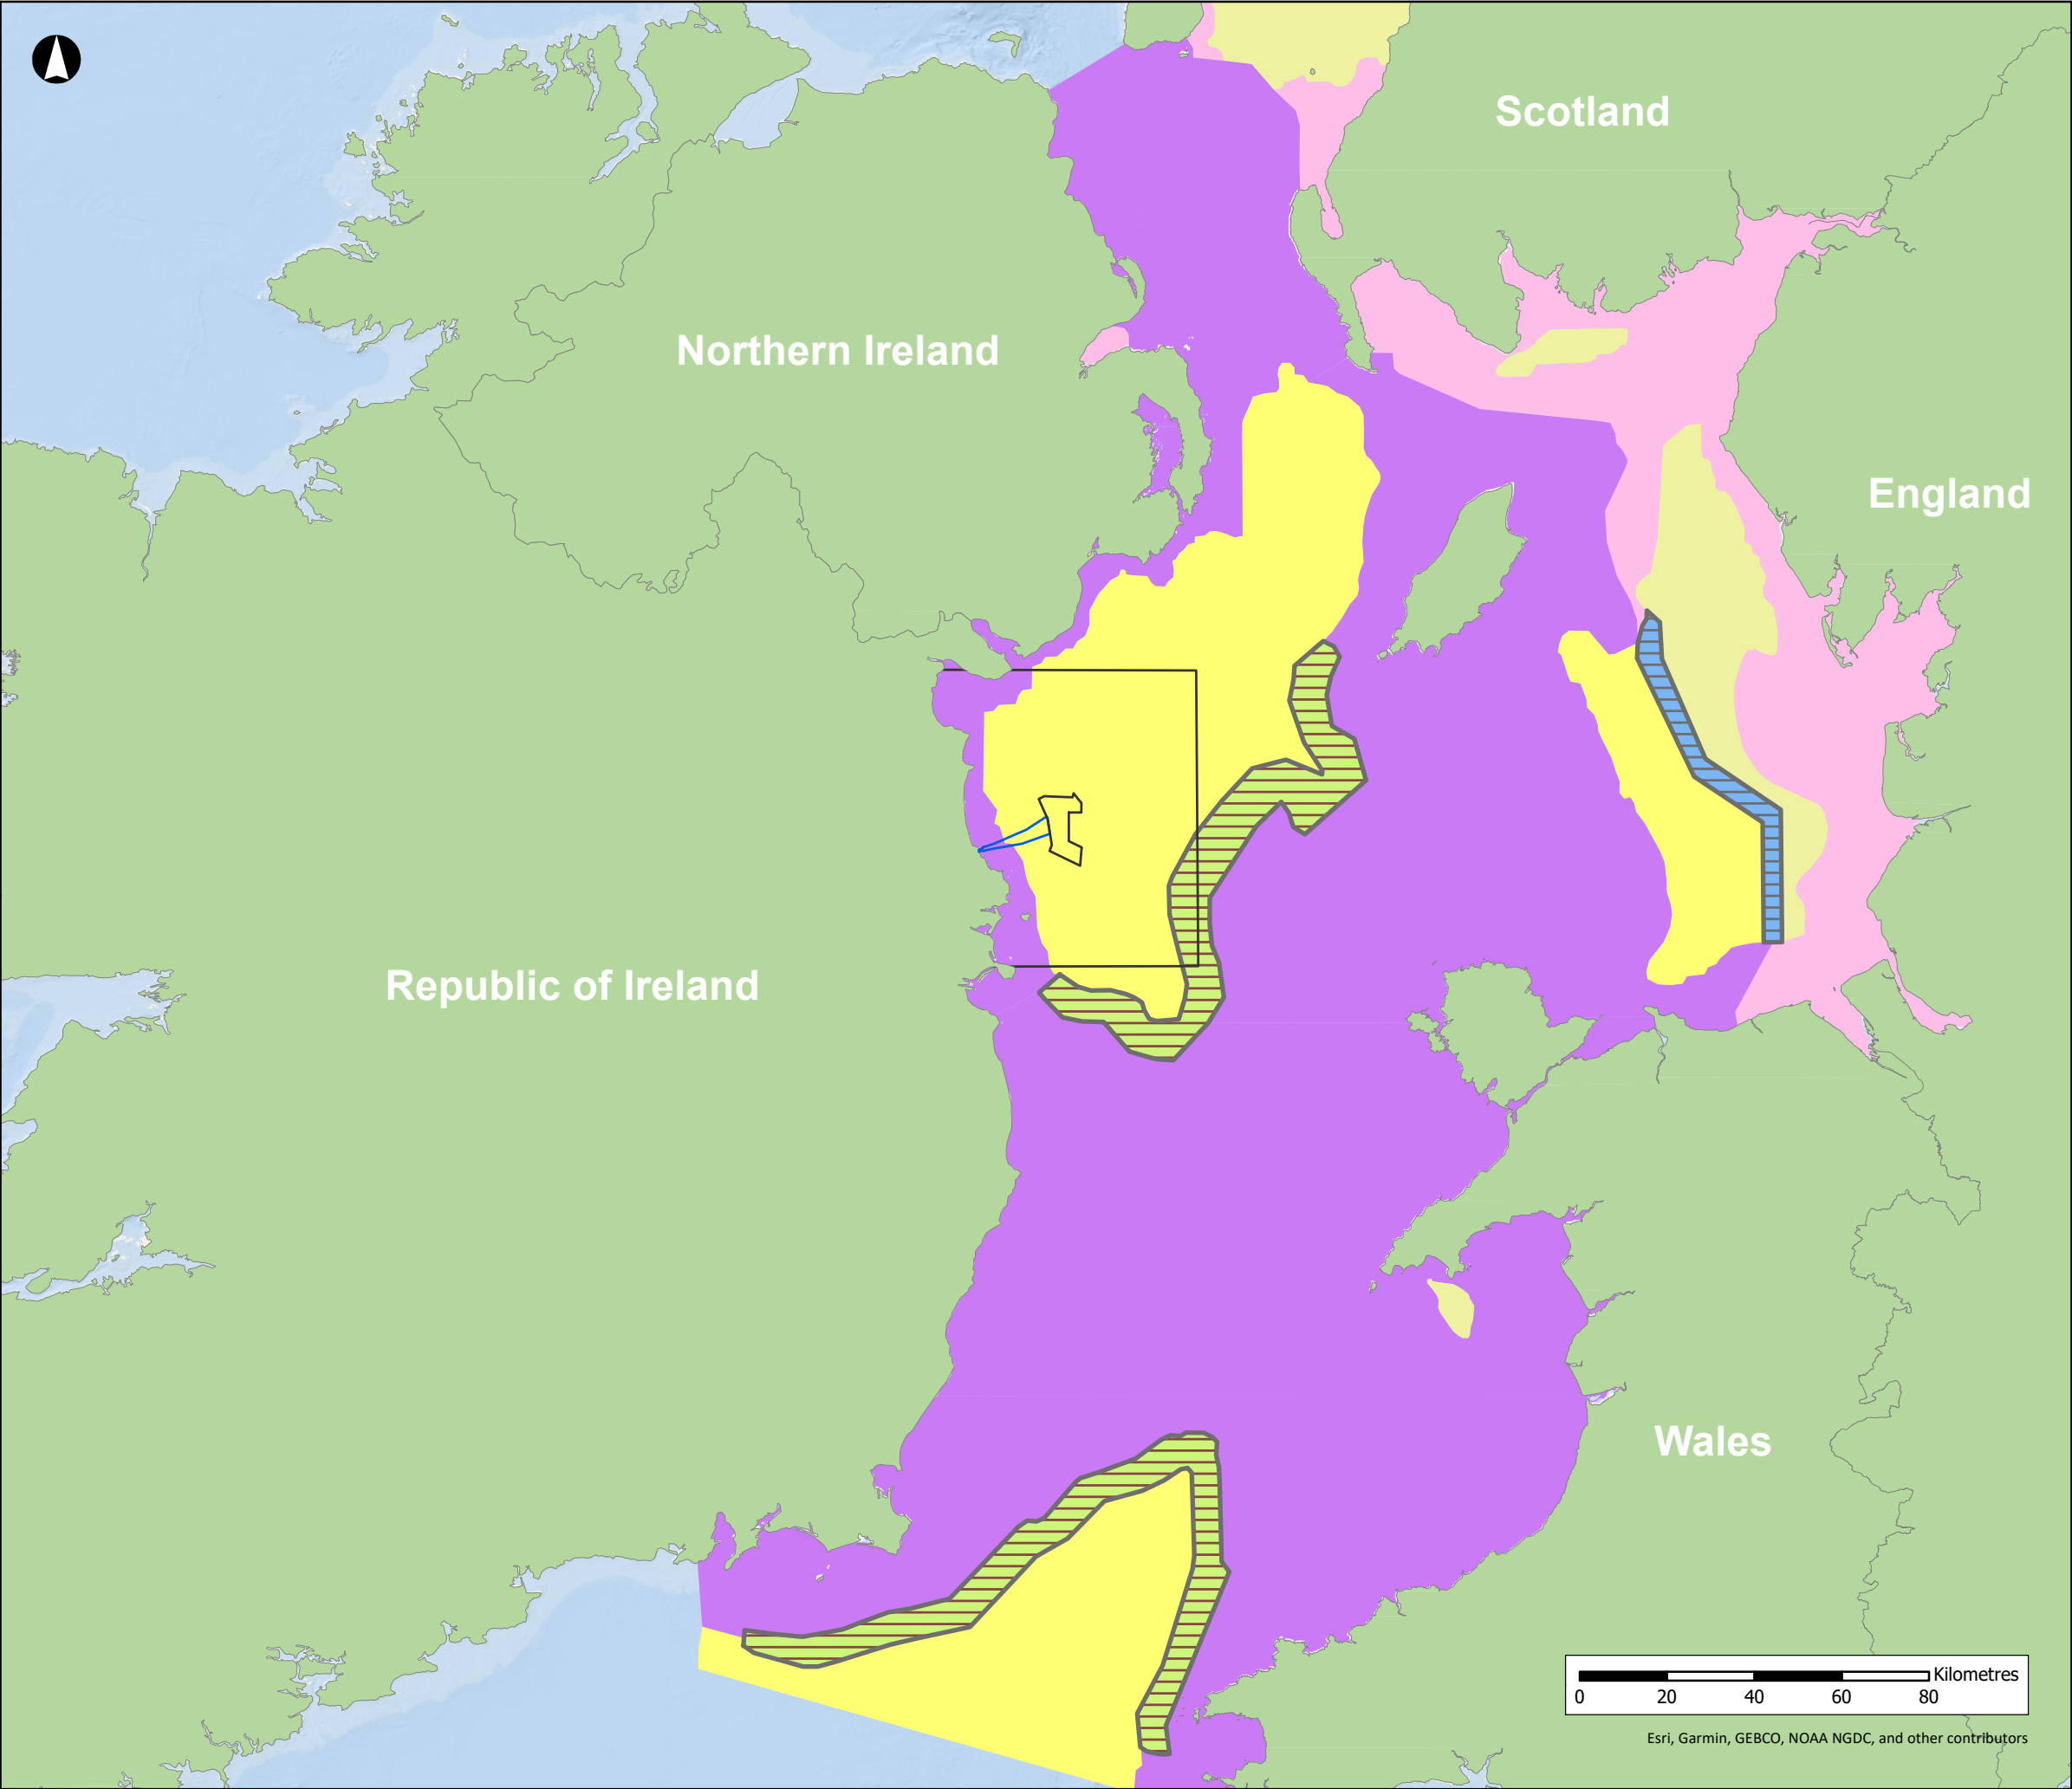 Scotland
Northern Ireland
England
Republic of Ireland
Wales
Kilometres
0 20 40 60 80
Esri, Garmin, GEBCO, NOAA NGDC, and other contributors